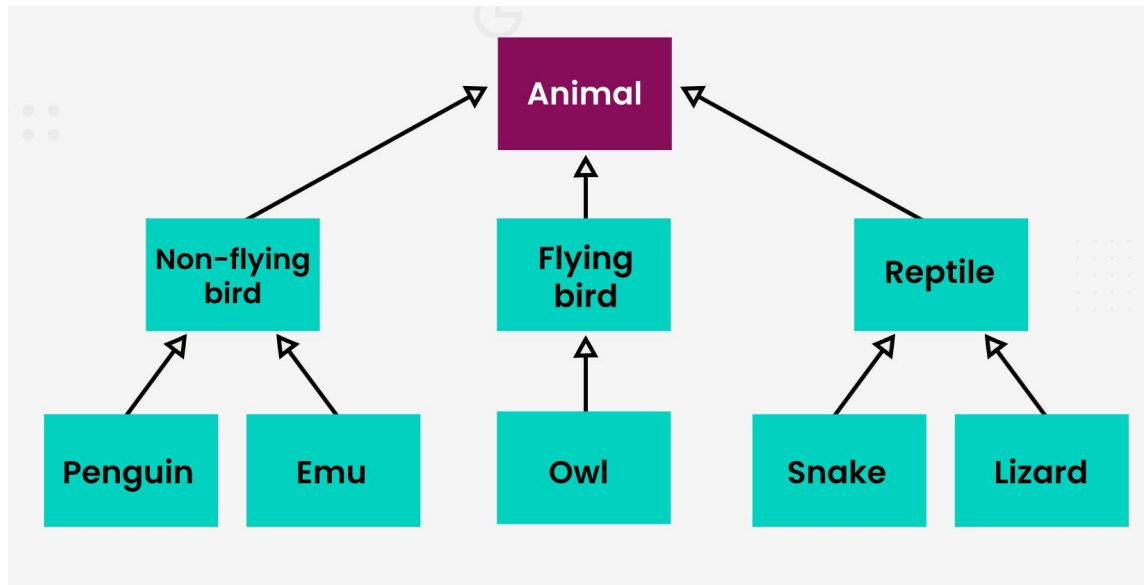 Animal
Non-flying
bird
Flying
bird
Reptile
Penguin
Emu
Owl
Snake
Lizard